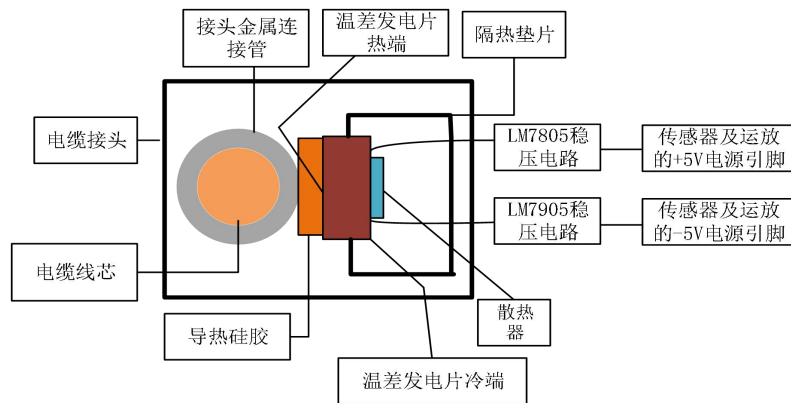 接头金属连
接管
温差发电片
热端
隔热垫片
电缆接头
LM7805稳
压电路
传感器及运放
的+5V电源引脚
LM7905稳
压电路
传感器及运放
的-5V电源引脚
电缆线芯
导热硅胶
散热
器
温差发电片冷端